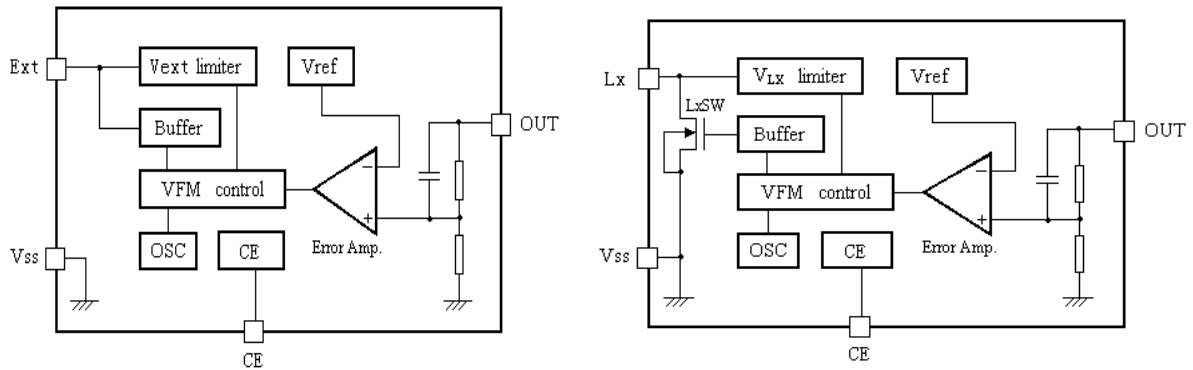 Ext
Vext limiter
Vref
Buffer
OUT
VFM control
−
+
OSC
CE
Error Amp.
Vss
CE
Lx
VLX limiter
Vref
LxSW
Buffer
OUT
VFM control
−
+
OSC
CE
Error Amp.
Vss
CE